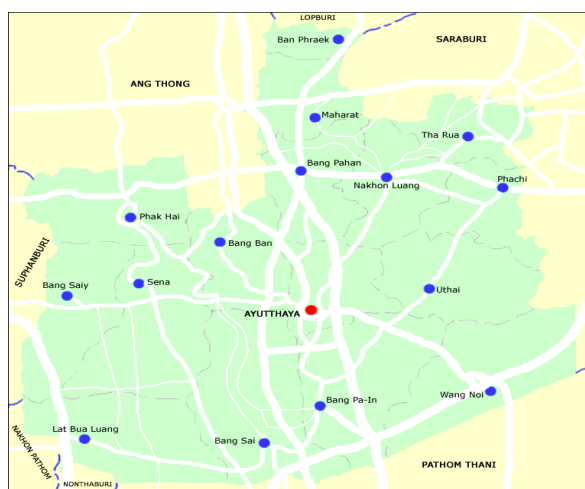 LOPBURI
Ban Phraek
SARABURI
ANG THONG
Maharat
Tha Rua
Bang Pahan
Nakhon Luang
Phachi
Phak Hai
Bang Ban
SUPHANBURI
Bang Saiy
Sena
Uthai
AYUTTHAYA
Wang Noi
Bang Pa-In
Lat Bua Luang
Bang Sai
NAKHON PATHOM
PATHOM THANI
NONTHABURI